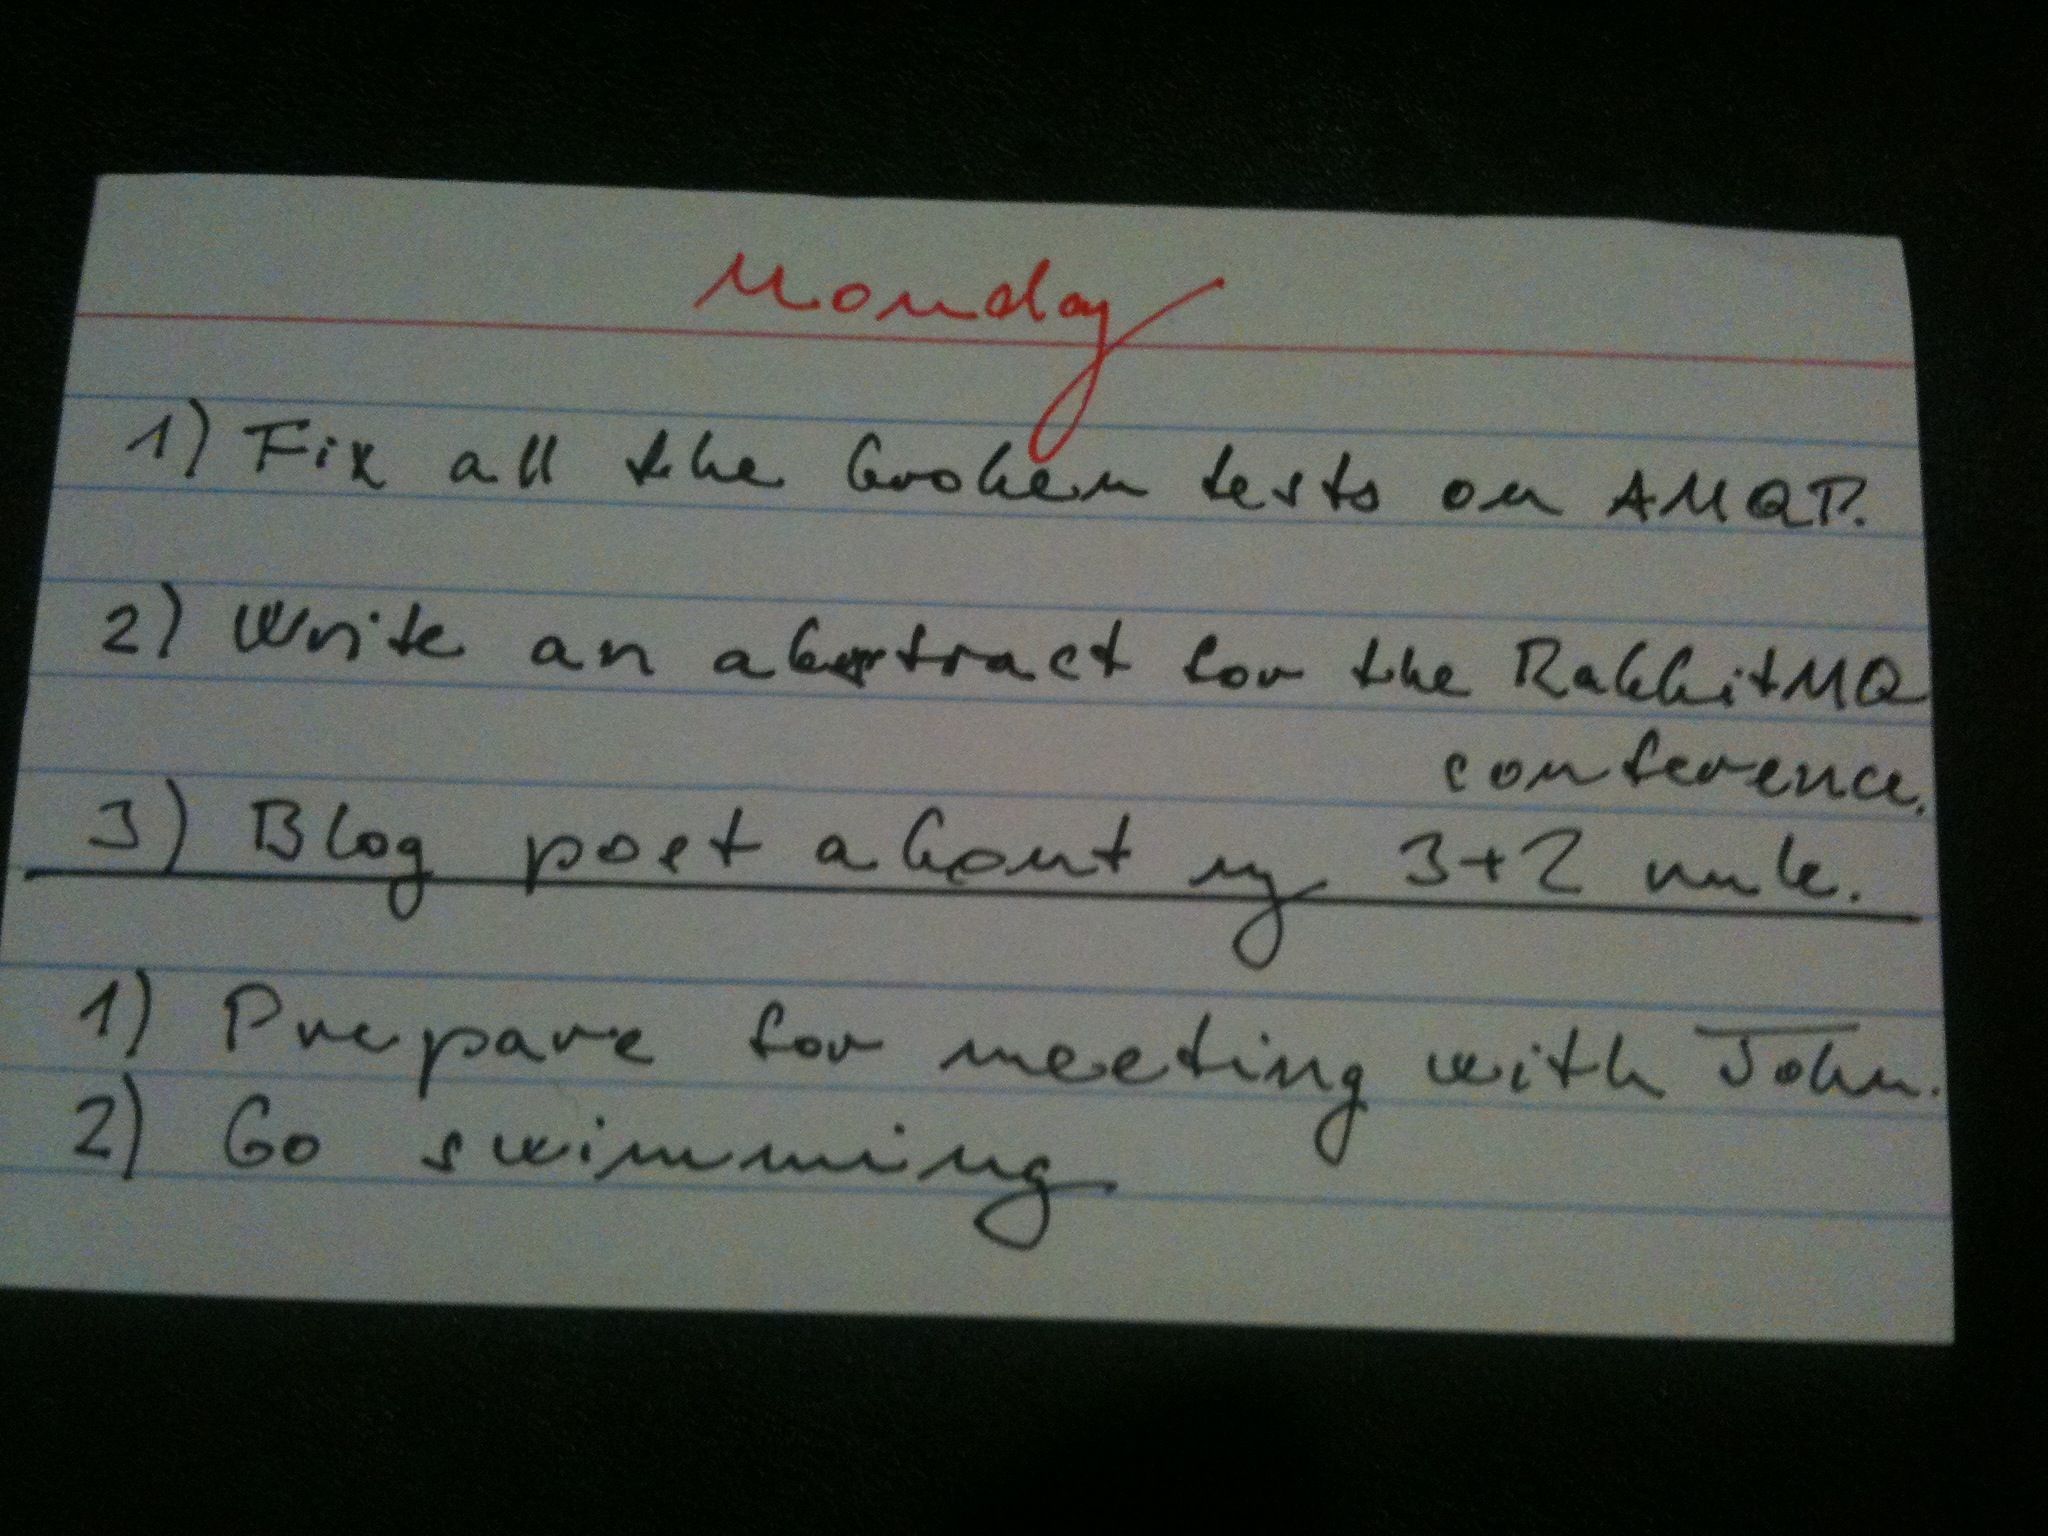 Monday
1) Fix all the broken tests on AMQP.
2) Write an abstract for the RabbitMQ
conference.
3) Blog post about my 3+2 rule.
1) Prepare for meeting with John.
2) Go swimming